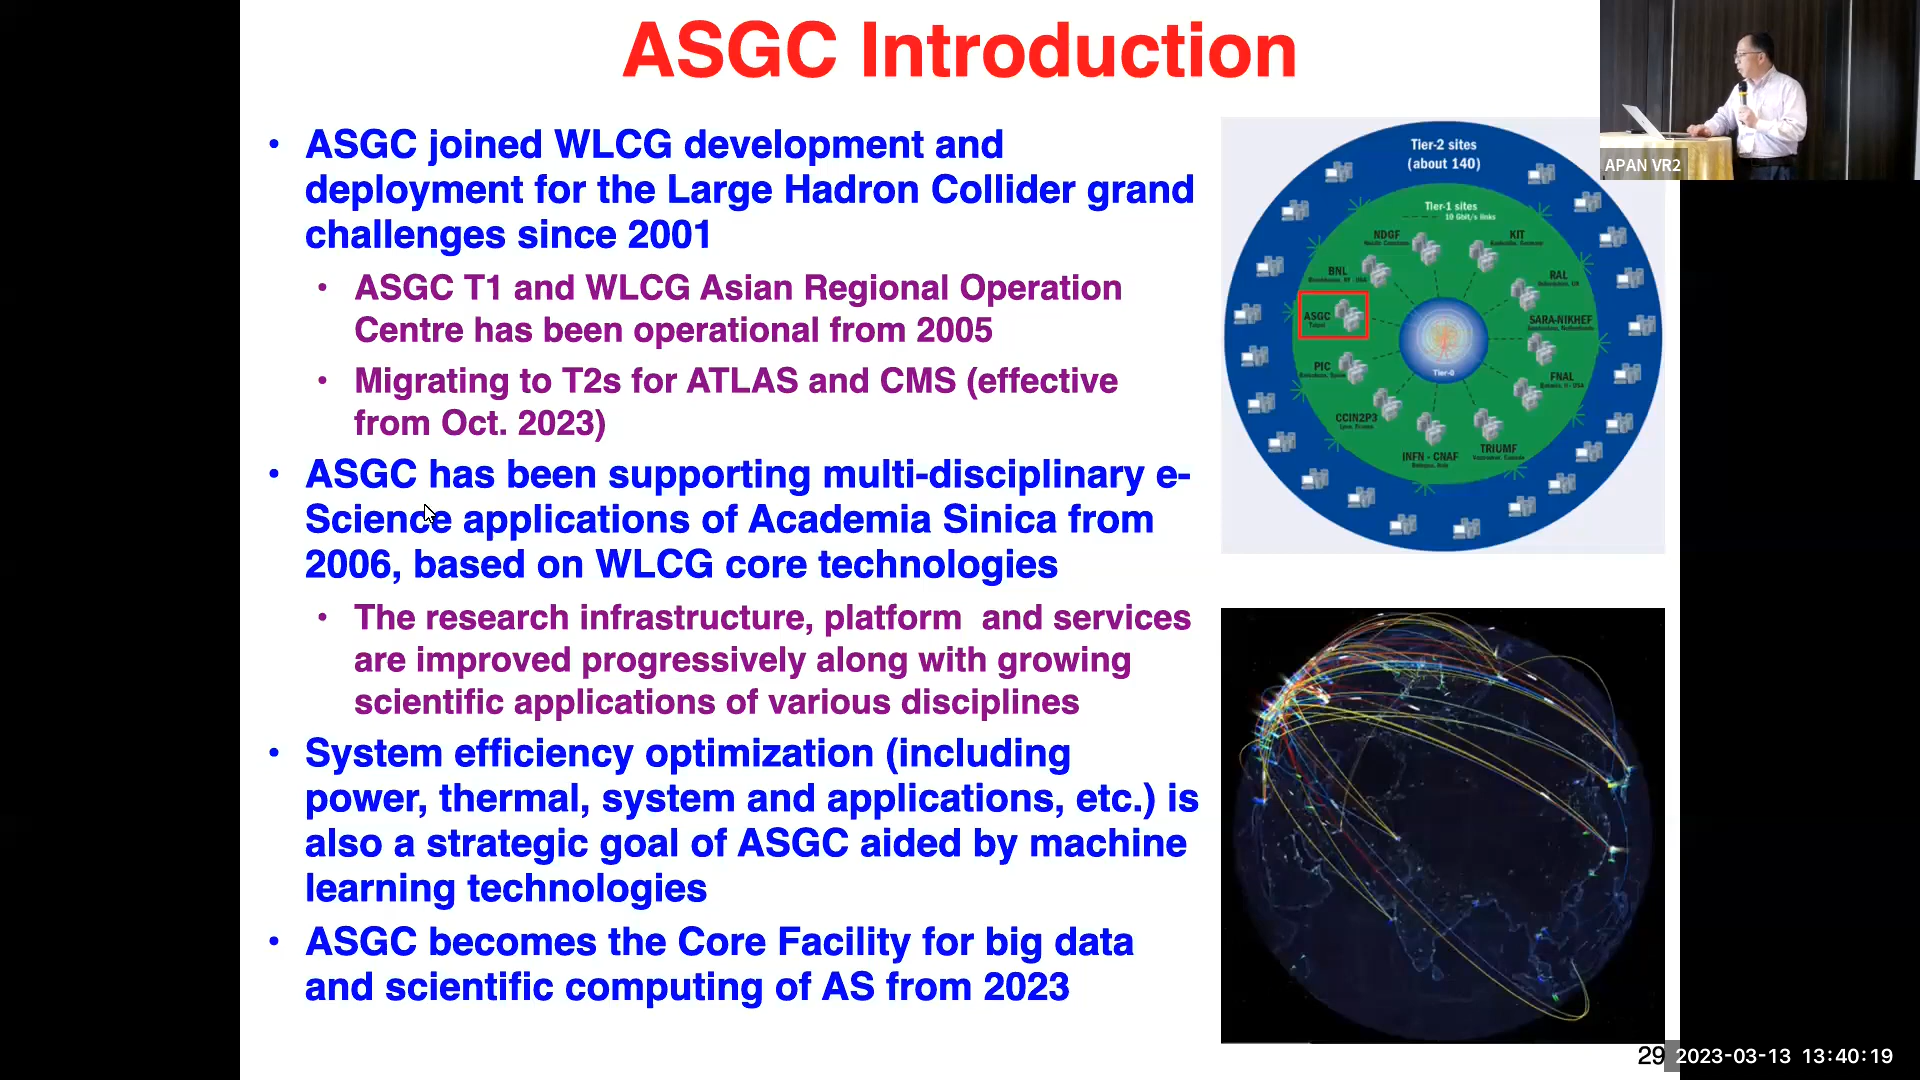 ASGC Introduction
• ASGC joined WLCG development and
deployment for the Large Hadron Collider grand
challenges since 2001
• ASGC T1 and WLCG Asian Regional Operation
Centre has been operational from 2005
• Migrating to T2s for ATLAS and CMS (effective
from Oct. 2023)
• ASGC has been supporting multi-disciplinary e-
Science applications of Academia Sinica from
2006, based on WLCG core technologies
• The research infrastructure, platform and services
are improved progressively along with growing
scientific applications of various disciplines
• System efficiency optimization (including
power, thermal, system and applications, etc.) is
also a strategic goal of ASGC aided by machine
learning technologies
• ASGC becomes the Core Facility for big data
and scientific computing of AS from 2023
Tier-2 sites
(about 140)
Tier-1 sites
10 Gbit/s links
NDGF
KIT
BNL
RAL
ASGC
Taipei
SARA-NIKHEF
PIC
FNAL
Tier-0
CCIN2P3
TRIUMF
INFN - CNAF
APAN VR2
29
2023-03-13 13:40:19